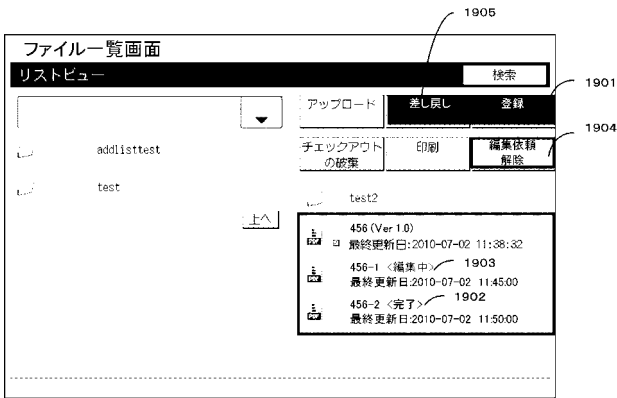 1905
ファイル一覧画面
リストビュー
検索
1901
アップロード
差し戻し
登録
1904
チェックアウト
の破棄
印刷
編集依頼
解除
addlisttest
test
上へ
test2
456 (Ver 1.0)
最終更新日:2010-07-02 11:38:32
456-1 <編集中> 1903
最終更新日:2010-07-02 11:45:00
456-2 <完了> 1902
最終更新日:2010-07-02 11:50:00